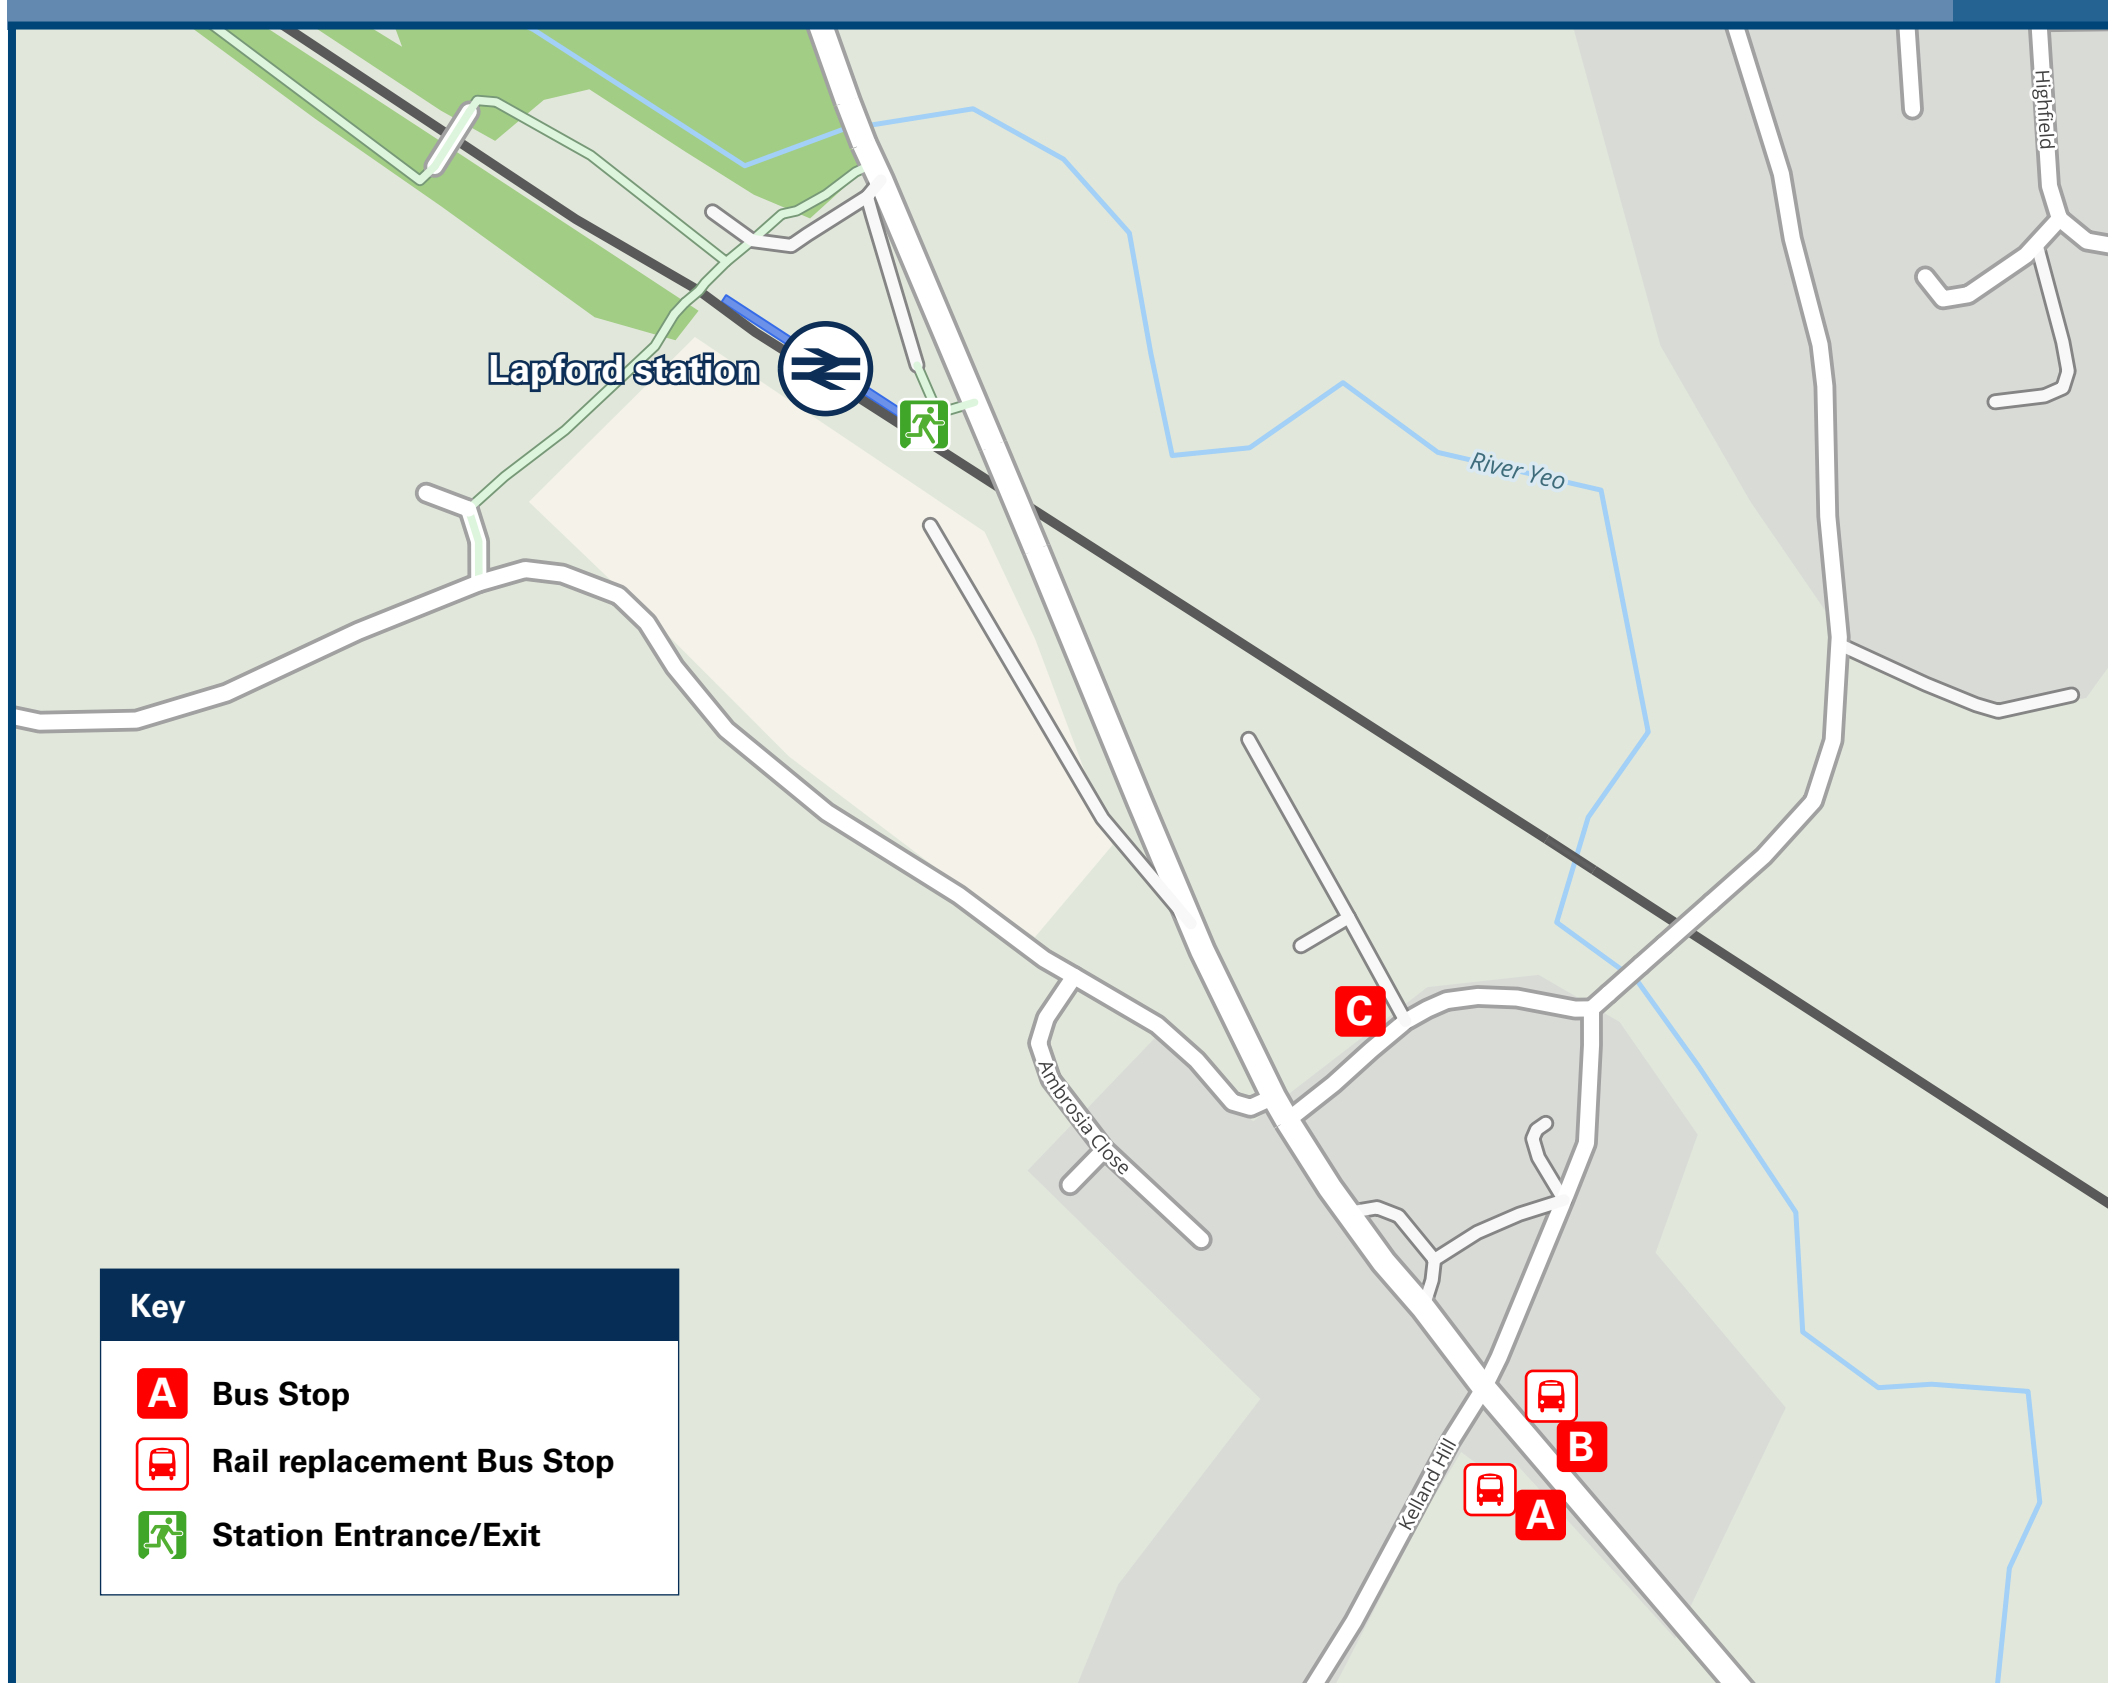 Highfield
Lapford station
River Yeo
C
Ambrosia Close
Key
A Bus Stop
Rail replacement Bus Stop
Station Entrance/Exit
B
Kelland Hill
A